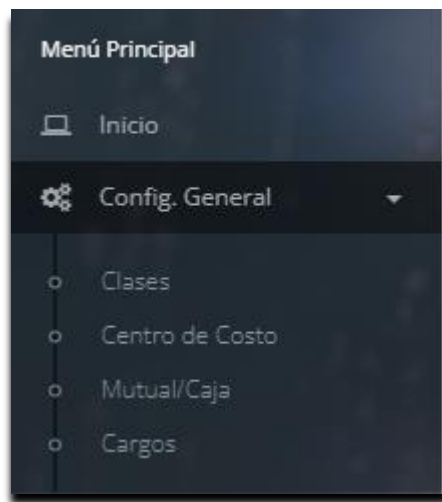 Menú Principal
Inicio
Config. General
Clases
Centro de Costo
Mutual/Caja
Cargos